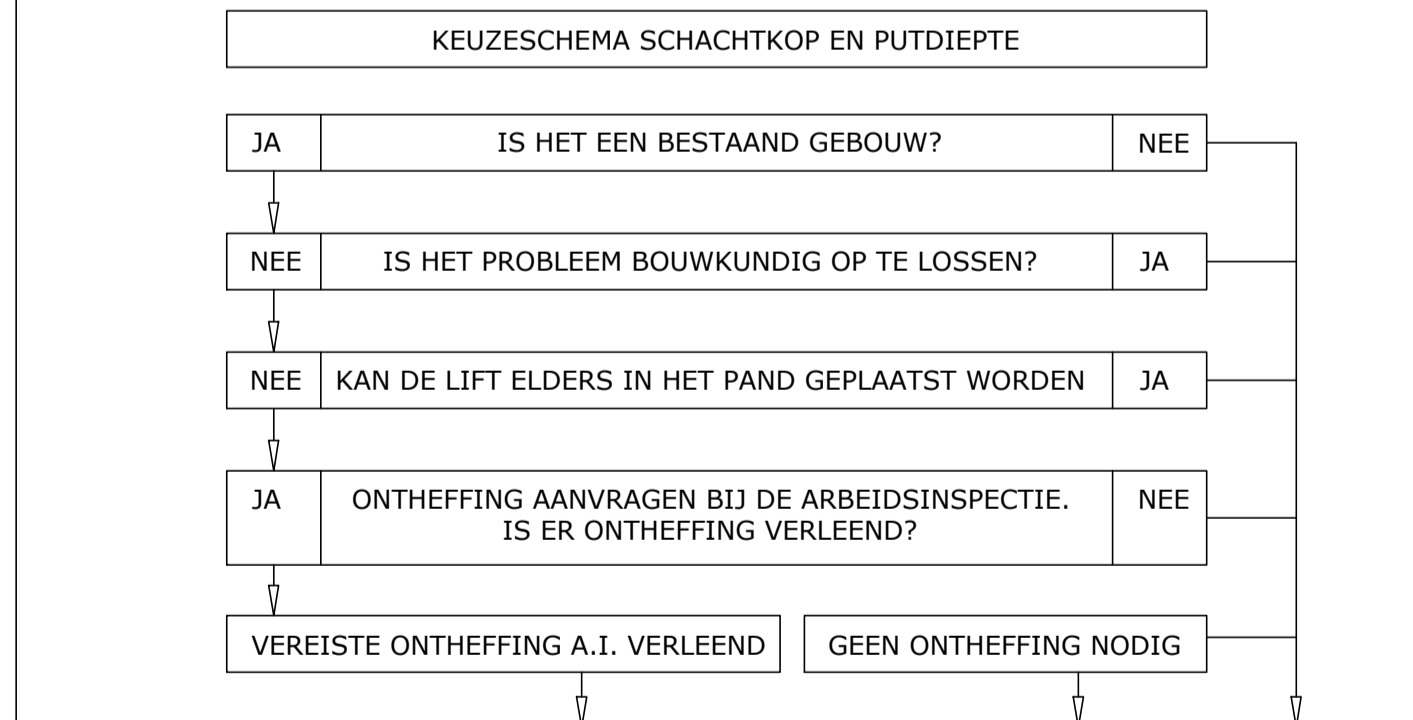 KEUZESCHEMA SCHACHTKOP EN PUTDIEPTE
JA IS HET EEN BESTAAND GEBOUW? NEE
NEE IS HET PROBLEEM BOUWKUNDIG OP TE LOSSEN? JA
NEE KAN DE LIFT ELDERS IN HET PAND GEPLAATST WORDEN JA
JA ONTHEFFING AANVRAGEN BIJ DE ARBEIDSINSPECTIE. NEE
IS ER ONTHEFFING VERLEEND?
VEREISTE ONTHEFFING A.I. VERLEEND GEEN ONTHEFFING NODIG